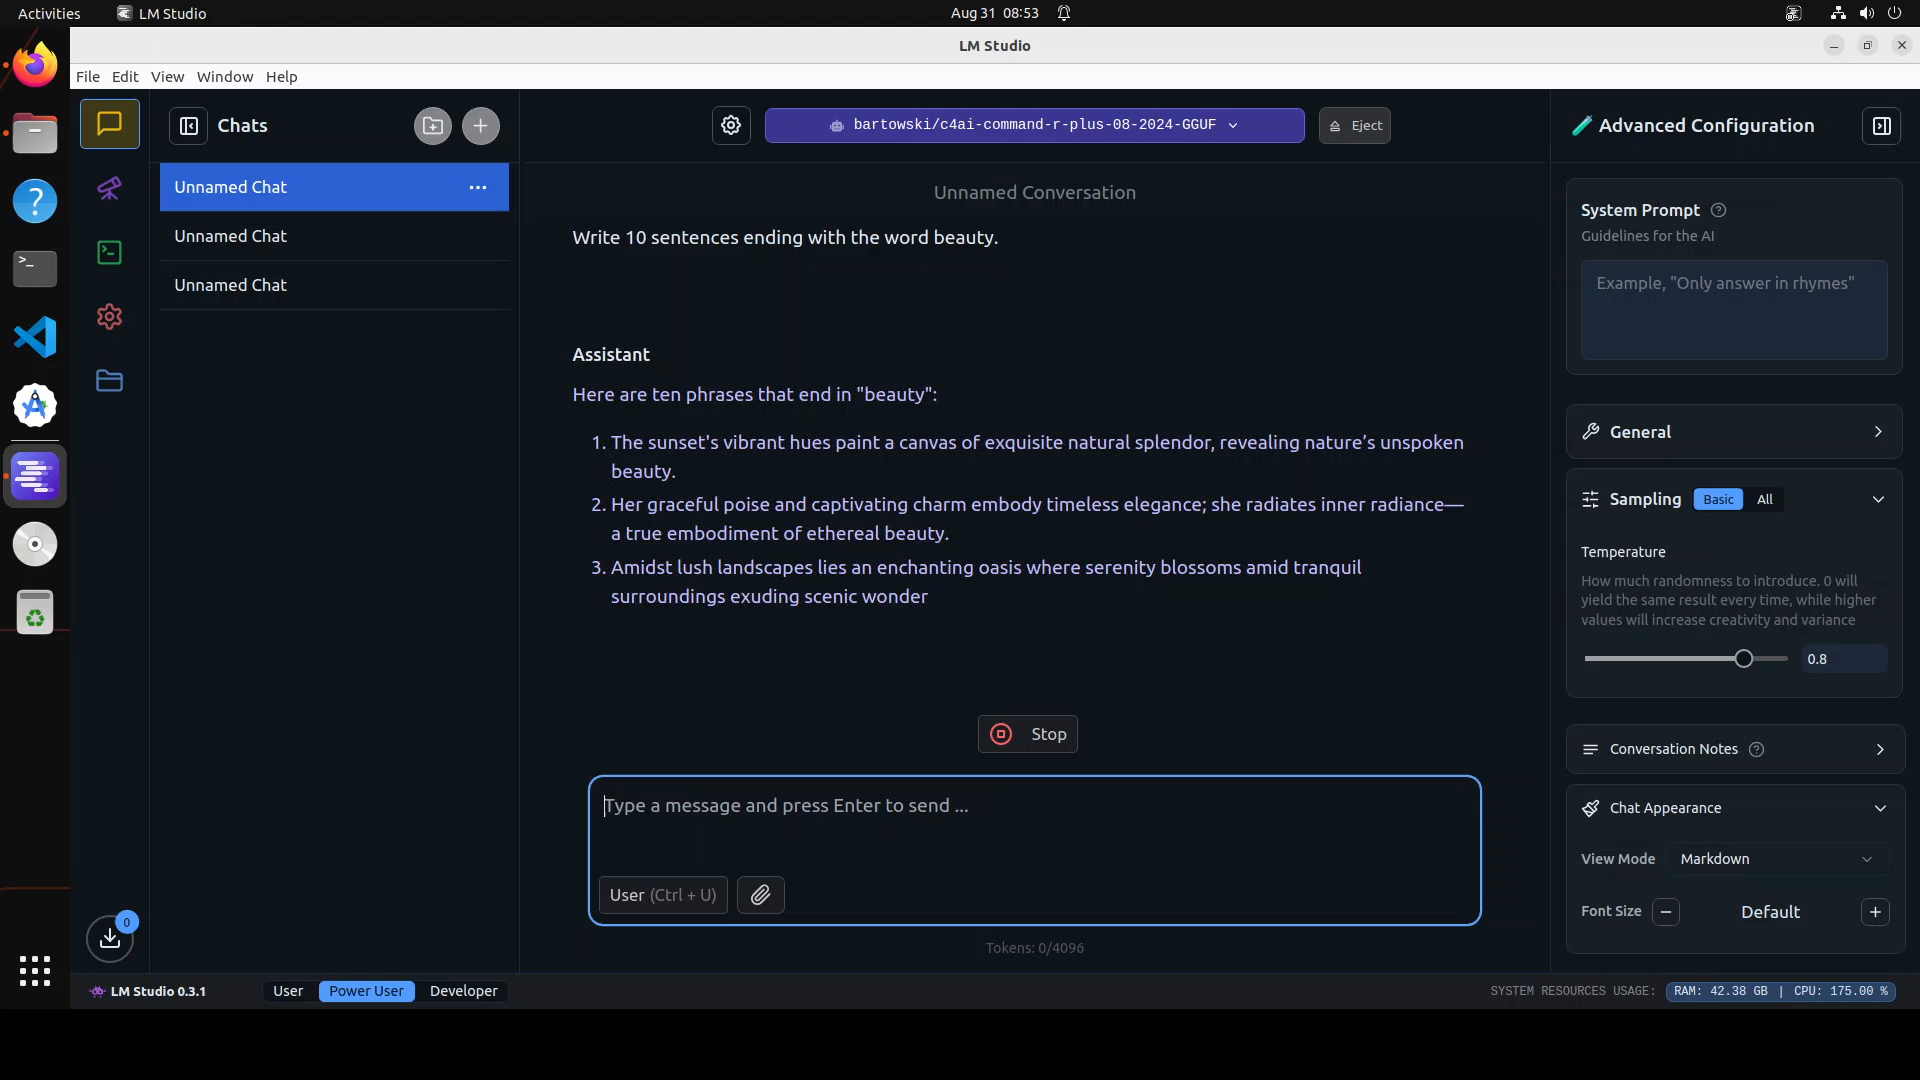 Activities
LM Studio
Aug 31 08:53
LM Studio
File Edit View Window Help
Chats
bartowski/c4ai-command-r-plus-08-2024-GGUF
Eject
Advanced Configuration
Unnamed Chat
Unnamed Chat
Unnamed Chat
Unnamed Conversation
Write 10 sentences ending with the word beauty.
Assistant
Here are ten phrases that end in "beauty":
1. The sunset's vibrant hues paint a canvas of exquisite natural splendor, revealing nature’s unspoken
beauty.
2. Her graceful poise and captivating charm embody timeless elegance; she radiates inner radiance—
a true embodiment of ethereal beauty.
3. Amidst lush landscapes lies an enchanting oasis where serenity blossoms amid tranquil
surroundings exuding scenic wonder
Stop
Type a message and press Enter to send ...
User (Ctrl + U)
Tokens: 0/4096
System Prompt
Guidelines for the AI
Example, "Only answer in rhymes"
General
Sampling Basic All
Temperature
How much randomness to introduce. 0 will
yield the same result every time, while higher
values will increase creativity and variance
0.8
Conversation Notes
Chat Appearance
View Mode Markdown
Font Size Default
0
LM Studio 0.3.1
User Power User Developer
SYSTEM RESOURCES USAGE: RAM: 42.38 GB | CPU: 175.00 %